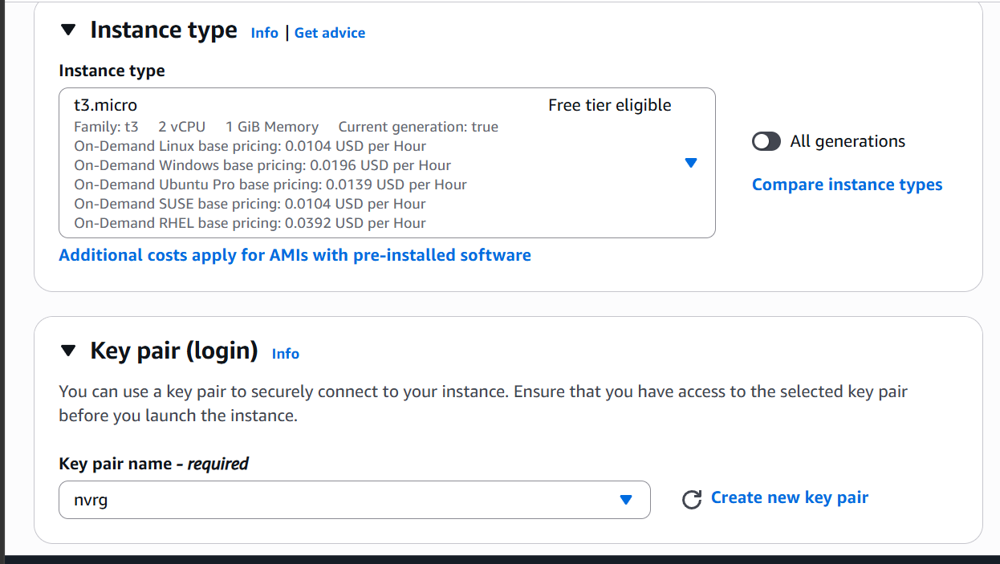 Instance type Info | Get advice
Instance type
t3.micro Free tier eligible
Family: t3 2 vCPU 1 GiB Memory Current generation: true
On-Demand Linux base pricing: 0.0104 USD per Hour
On-Demand Windows base pricing: 0.0196 USD per Hour
On-Demand Ubuntu Pro base pricing: 0.0139 USD per Hour
On-Demand SUSE base pricing: 0.0104 USD per Hour
On-Demand RHEL base pricing: 0.0392 USD per Hour
All generations
Compare instance types
Additional costs apply for AMIs with pre-installed software
Key pair (login) Info
You can use a key pair to securely connect to your instance. Ensure that you have access to the selected key pair
before you launch the instance.
Key pair name - required
nvrg
Create new key pair